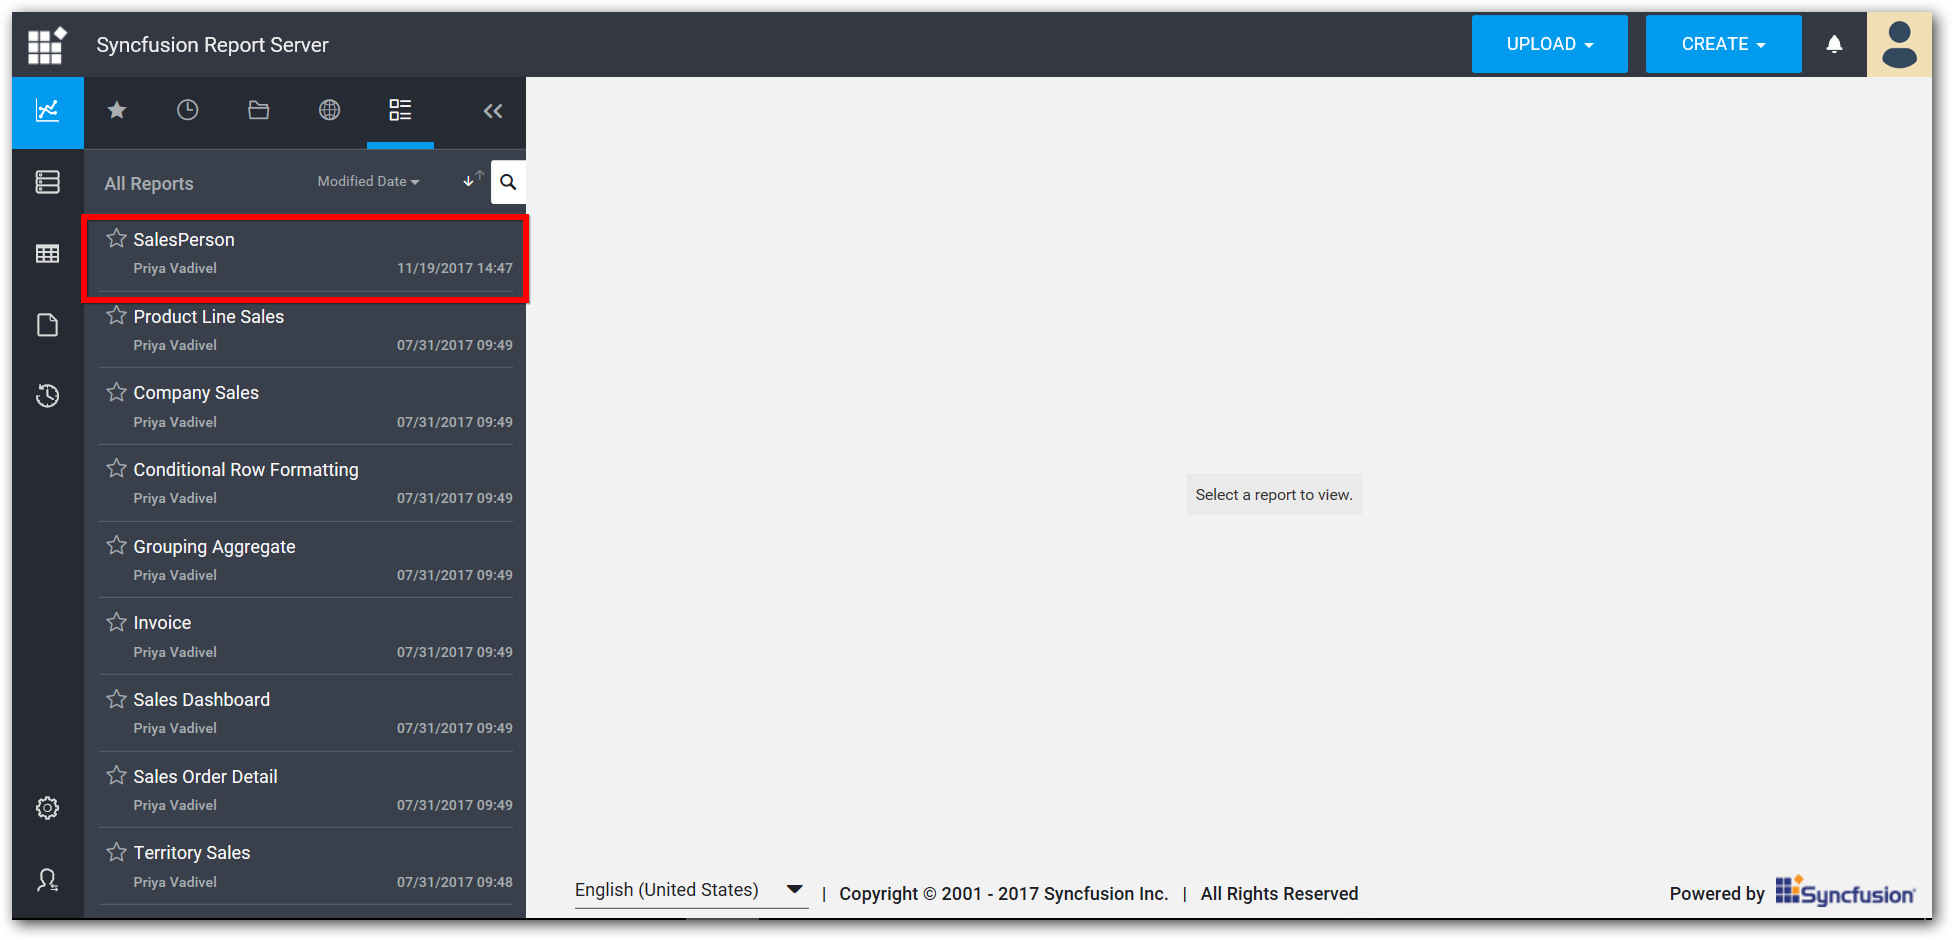 Syncfusion Report Server
UPLOAD
CREATE
All Reports
Modified Date
SalesPerson
Priya Vadivel 11/19/2017 14:47
Product Line Sales
Priya Vadivel 07/31/2017 09:49
Company Sales
Priya Vadivel 07/31/2017 09:49
Conditional Row Formatting
Priya Vadivel 07/31/2017 09:49
Grouping Aggregate
Priya Vadivel 07/31/2017 09:49
Invoice
Priya Vadivel 07/31/2017 09:49
Sales Dashboard
Priya Vadivel 07/31/2017 09:49
Sales Order Detail
Priya Vadivel 07/31/2017 09:49
Territory Sales
Priya Vadivel 07/31/2017 09:48
Select a report to view.
English (United States) | Copyright © 2001 - 2017 Syncfusion Inc. | All Rights Reserved
Powered by Syncfusion